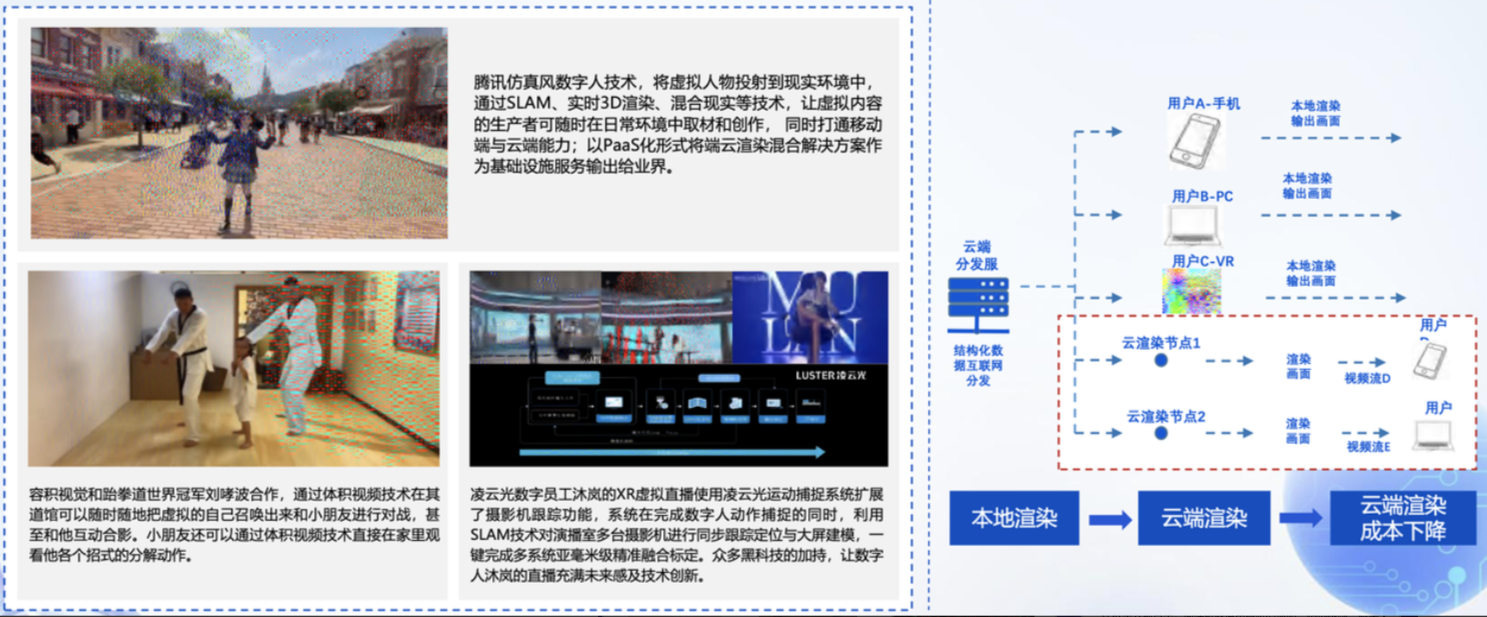 腾讯仿真风数字人技术，将虚拟人物投射到现实环境中，
通过SLAM、实时3D渲染、混合现实等技术，让虚拟内容
的生产者可随时在日常环境中取材和创作， 同时打通移动
端与云端能力；以PaaS化形式将端云渲染混合解决方案作
为基础设施服务输出给业界。
LUSTER凌云光
容积视觉和跆拳道世界冠军刘哮波合作，通过体积视频技术在其
道馆可以随时随地把虚拟的自己召唤出来和小朋友进行对战，甚
至和他互动合影。小朋友还可以通过体积视频技术直接在家里观
看他各个招式的分解动作。
凌云光数字员工沐岚的XR虚拟直播使用凌云光运动捕捉系统扩展
了摄影机跟踪功能，系统在完成数字人动作捕捉的同时，利用
SLAM技术对演播室多台摄影机进行同步跟踪定位与大屏建模，一
键完成多系统亚毫米级精准融合标定。众多黑科技的加持，让数字
人沐岚的直播充满未来感及技术创新。
云端
分发服
结构化数
据互联网
分发
用户A-手机
本地渲染
输出画面
用户B-PC
本地渲染
输出画面
用户C-VR
本地渲染
输出画面
云渲染节点1
渲染
画面
视频流D
用户
云渲染节点2
渲染
画面
视频流E
用户
本地渲染
云端渲染
云端渲染
成本下降